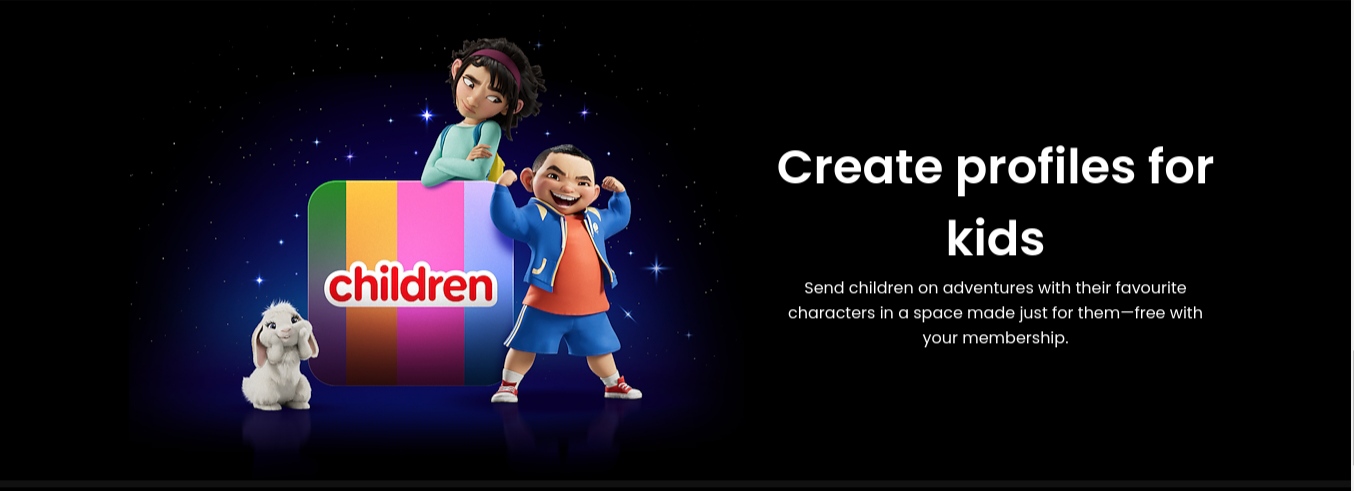 children
Create profiles for
kids
Send children on adventures with their favourite
characters in a space made just for them—free with
your membership.